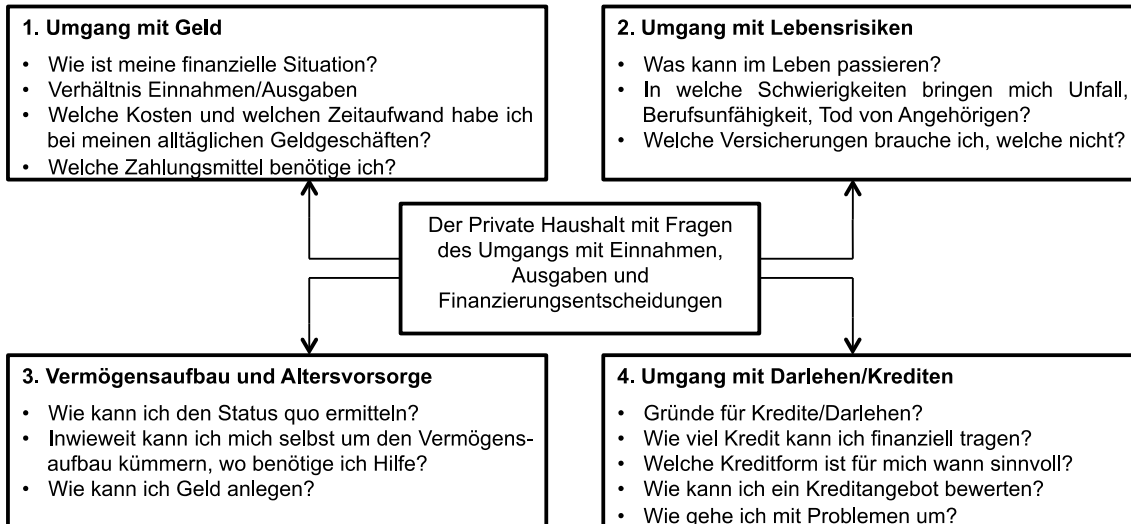 1. Umgang mit Geld
• Wie ist meine finanzielle Situation?
• Verhältnis Einnahmen/Ausgaben
• Welche Kosten und welchen Zeitaufwand habe ich
bei meinen alltäglichen Geldgeschäften?
• Welche Zahlungsmittel benötige ich?
2. Umgang mit Lebensrisiken
• Was kann im Leben passieren?
• In welche Schwierigkeiten bringen mich Unfall,
Berufsunfähigkeit, Tod von Angehörigen?
• Welche Versicherungen brauche ich, welche nicht?
Der Private Haushalt mit Fragen
des Umgangs mit Einnahmen,
Ausgaben und
Finanzierungsentscheidungen
3. Vermögensaufbau und Altersvorsorge
• Wie kann ich den Status quo ermitteln?
• Inwieweit kann ich mich selbst um den Vermögens-
aufbau kümmern, wo benötige ich Hilfe?
• Wie kann ich Geld anlegen?
4. Umgang mit Darlehen/Krediten
• Gründe für Kredite/Darlehen?
• Wie viel Kredit kann ich finanziell tragen?
• Welche Kreditform ist für mich wann sinnvoll?
• Wie kann ich ein Kreditangebot bewerten?
• Wie gehe ich mit Problemen um?